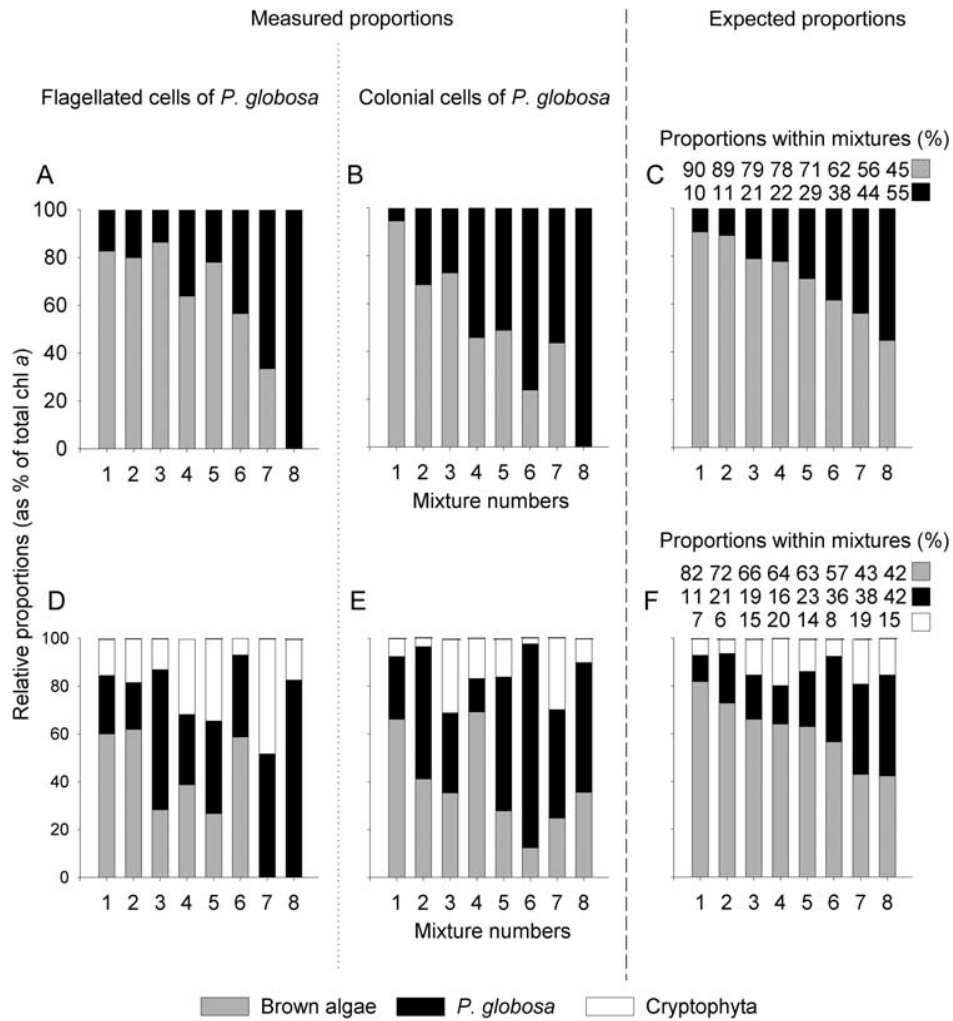 Measured proportions
Expected proportions
Flagellated cells of P. globosa
Colonial cells of P. globosa
Proportions within mixtures (%)
90 89 79 78 71 62 56 45
10 11 21 22 29 38 44 55
A
B
C
100
80
60
40
20
0
1 2 3 4 5 6 7 8
1 2 3 4 5 6 7 8
1 2 3 4 5 6 7 8
Mixture numbers
Relative proportions (as % of total chl a)
Proportions within mixtures (%)
82 72 66 64 63 57 43 42
11 21 19 16 23 36 38 42
7 6 15 20 14 8 19 15
D
E
F
100
80
60
40
20
0
1 2 3 4 5 6 7 8
1 2 3 4 5 6 7 8
1 2 3 4 5 6 7 8
Mixture numbers
Brown algae P. globosa Cryptophyta